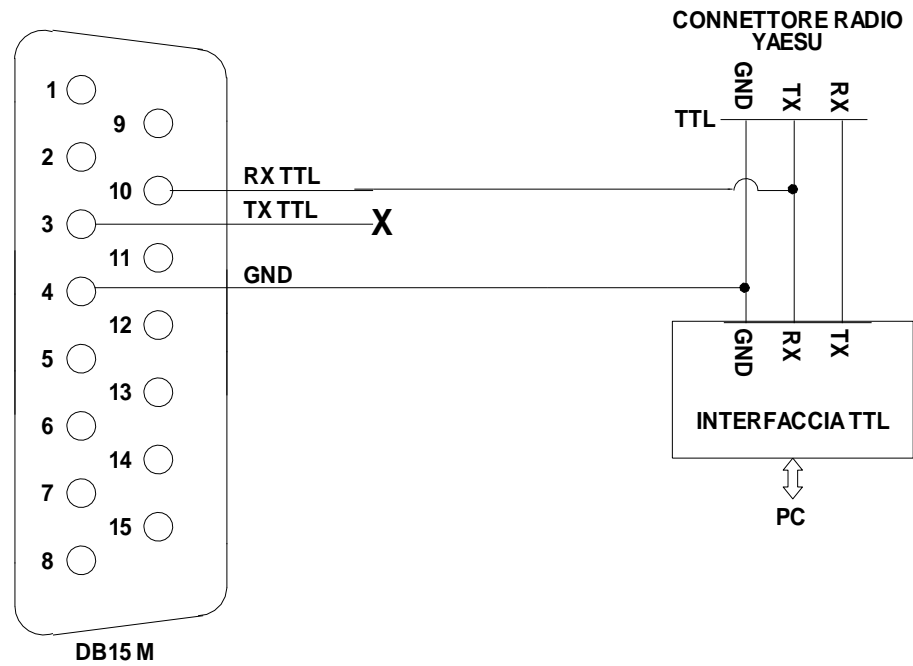 CONNETTORE RADIO
YAESU
GND TX RX
TTL
1
9
2
10
RX TTL
3
TX TTL
X
11
4
GND
12
5
GND RX TX
13
6
INTERFACCIA TTL
14
7
PC
15
8
DB15 M